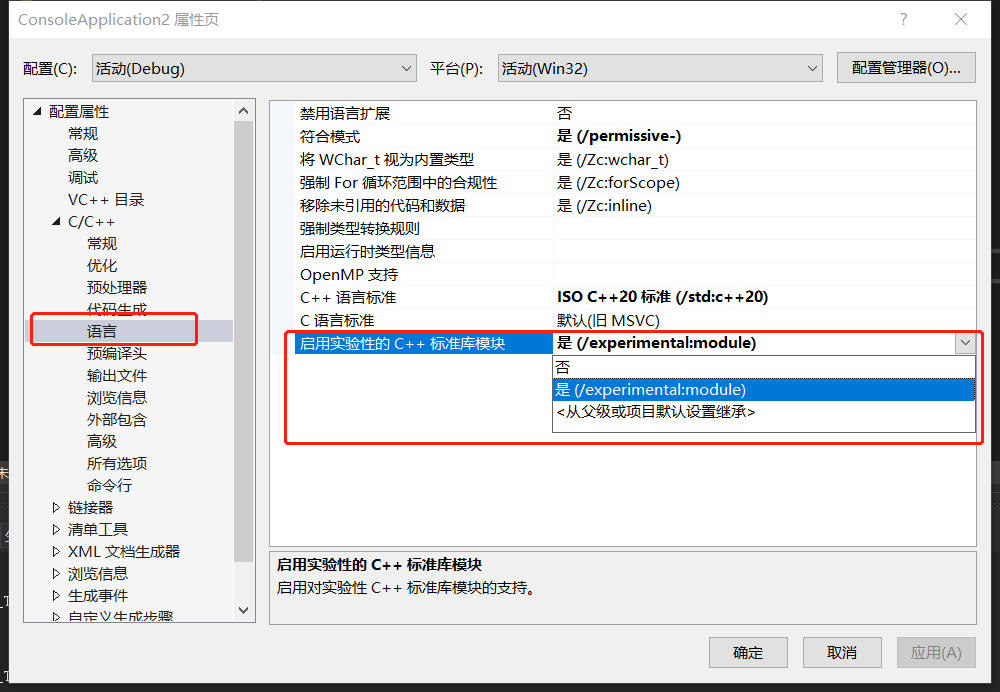 ConsoleApplication2 属性页
配置(C): 活动(Debug) 平台(P): 活动(Win32) 配置管理器(O)...
配置属性
常规
高级
调试
VC++ 目录
C/C++
常规
优化
预处理器
代码生成
语言
预编译头
输出文件
浏览信息
外部包含
高级
所有选项
命令行
链接器
清单工具
XML 文档生成器
浏览信息
生成事件
自定义生成步骤
禁用语言扩展 否
符合模式 是 (/permissive-)
将 WChar_t 视为内置类型 是 (/Zc:wchar_t)
强制 For 循环范围中的合规性 是 (/Zc:forScope)
移除未引用的代码和数据 是 (/Zc:inline)
强制类型转换规则
启用运行时类型信息
OpenMP 支持
C++ 语言标准 ISO C++20 标准 (/std:c++20)
C 语言标准 默认(旧 MSVC)
启用实验性的 C++ 标准库模块 是 (/experimental:module)
否
是 (/experimental:module)
<从父级或项目默认设置继承>
启用实验性的 C++ 标准库模块
启用对实验性 C++ 标准库模块的支持。
确定 取消 应用(A)